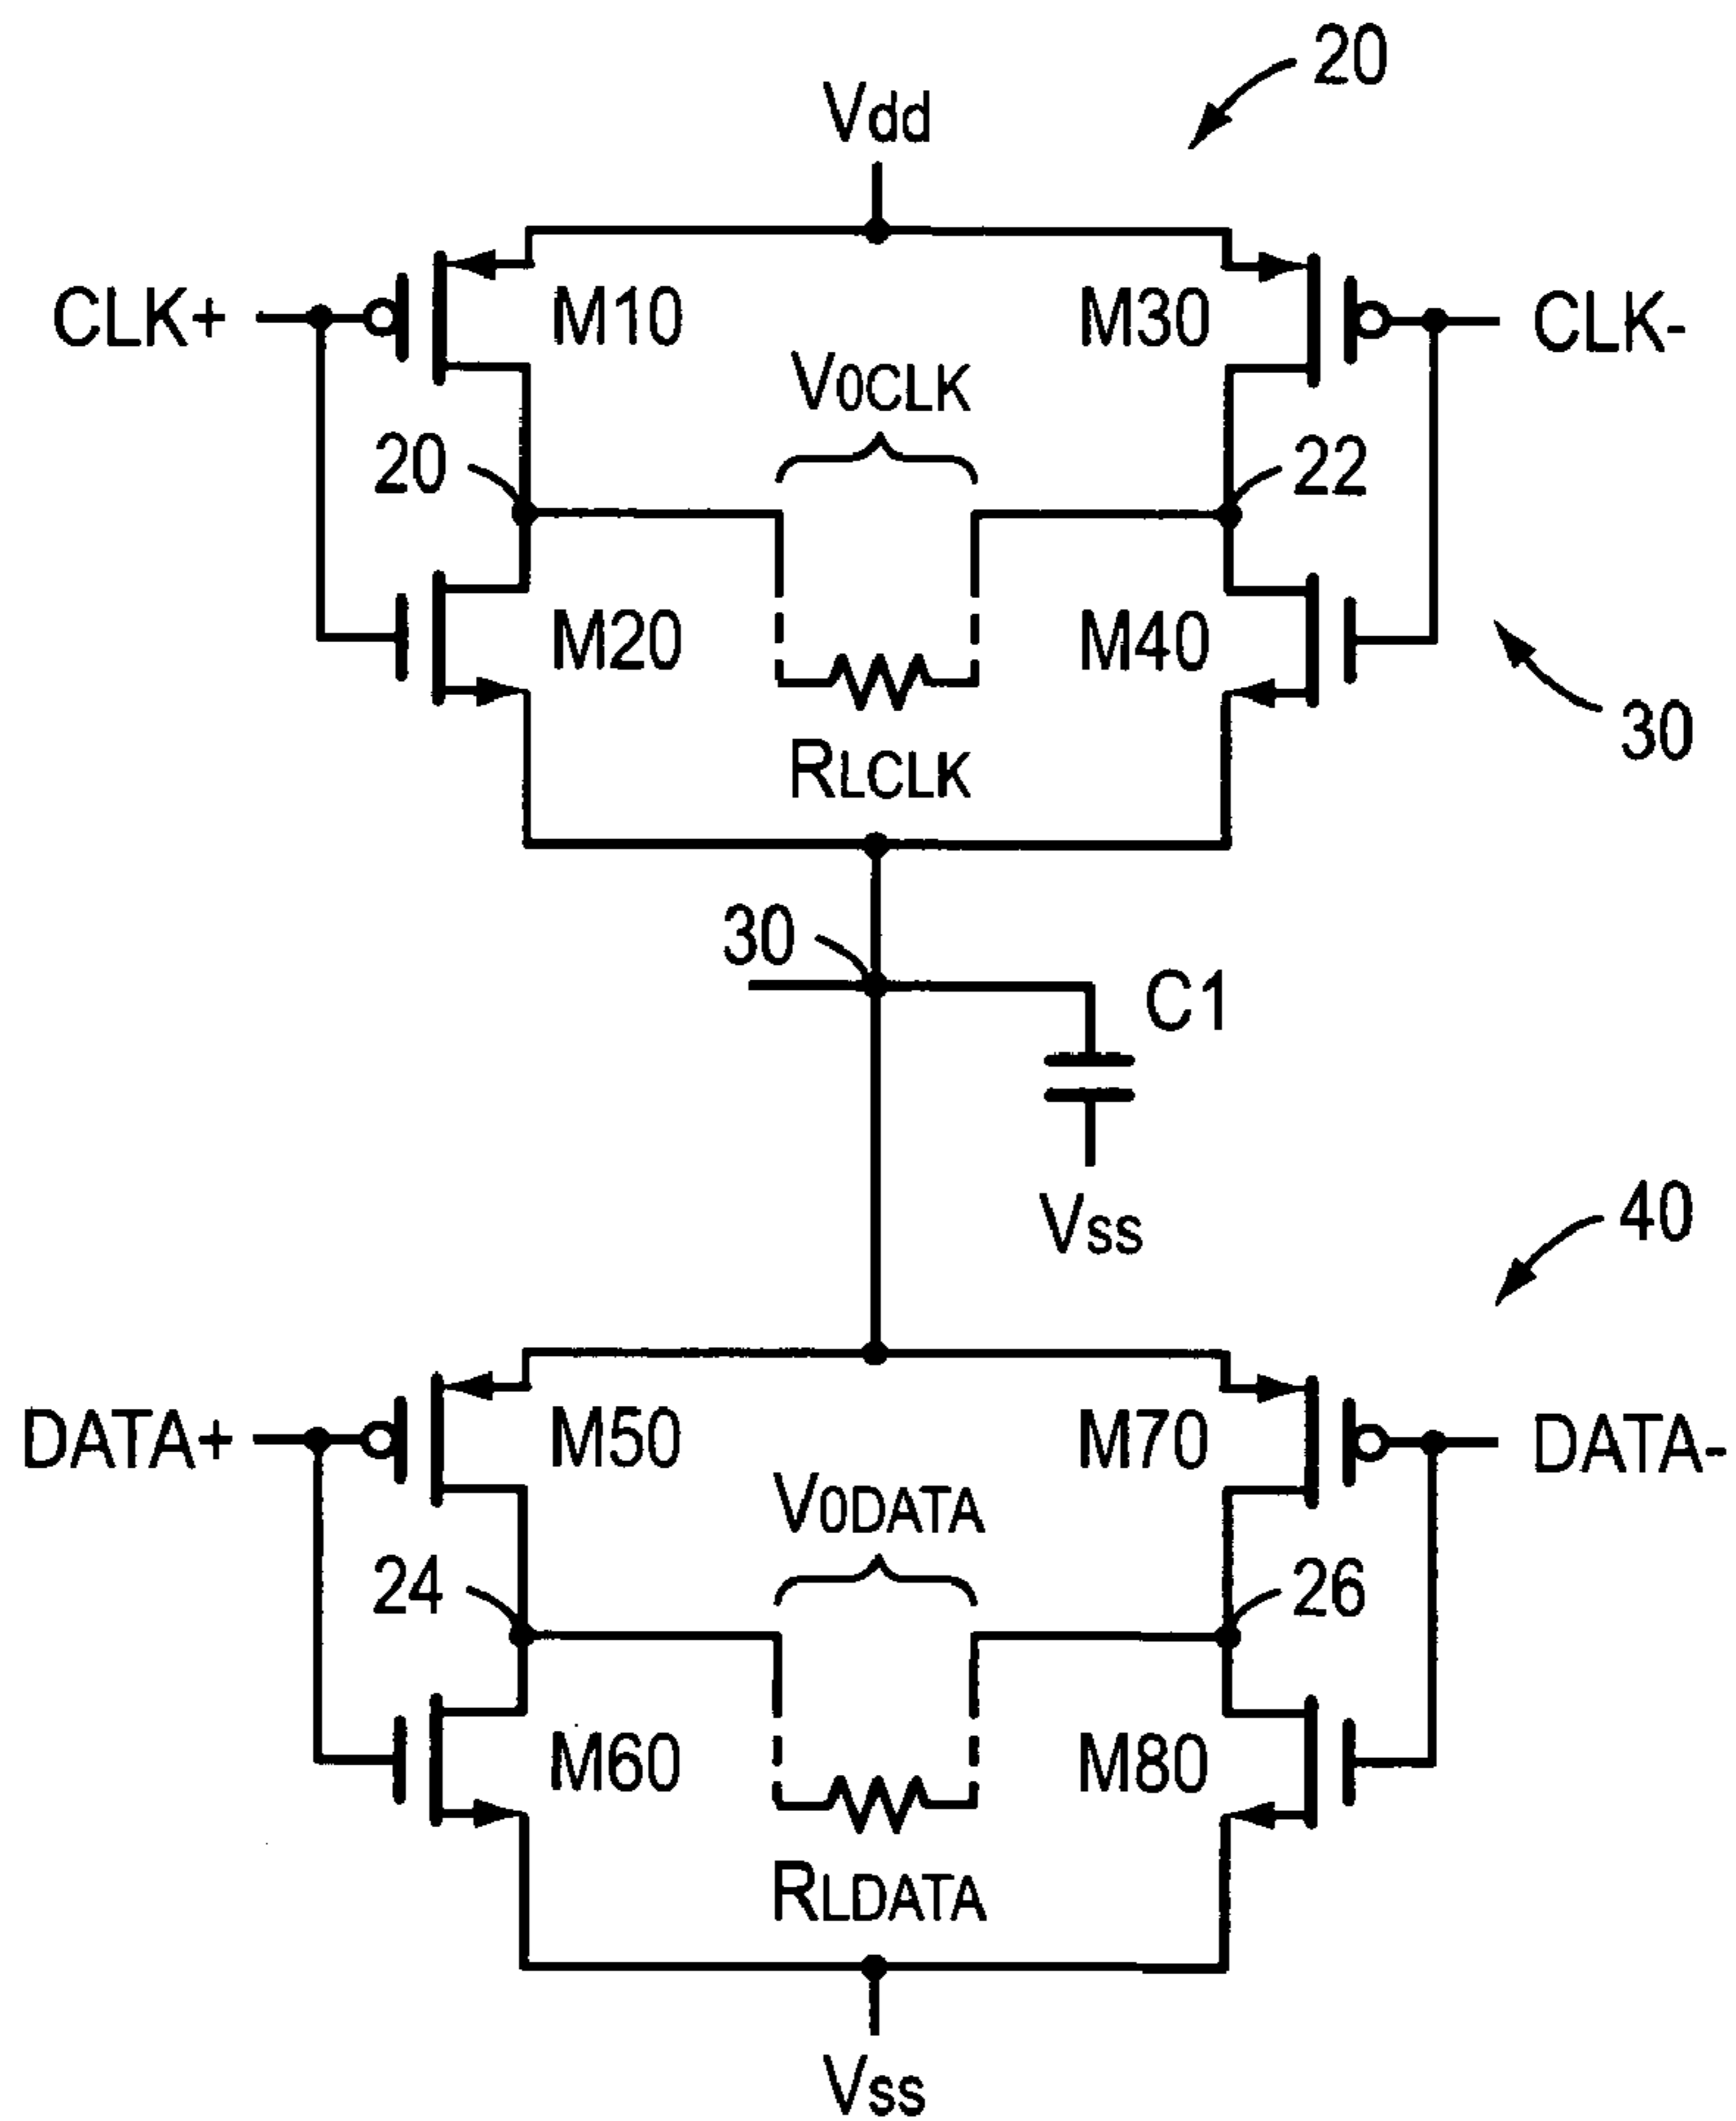 20
Vdd
CLK+
M10
M30
CLK-
V0CLK
20
22
M20
M40
RLCLK
30
30
C1
Vss
40
DATA+
M50
M70
DATA-
V0DATA
24
26
M60
M80
RLDATA
Vss